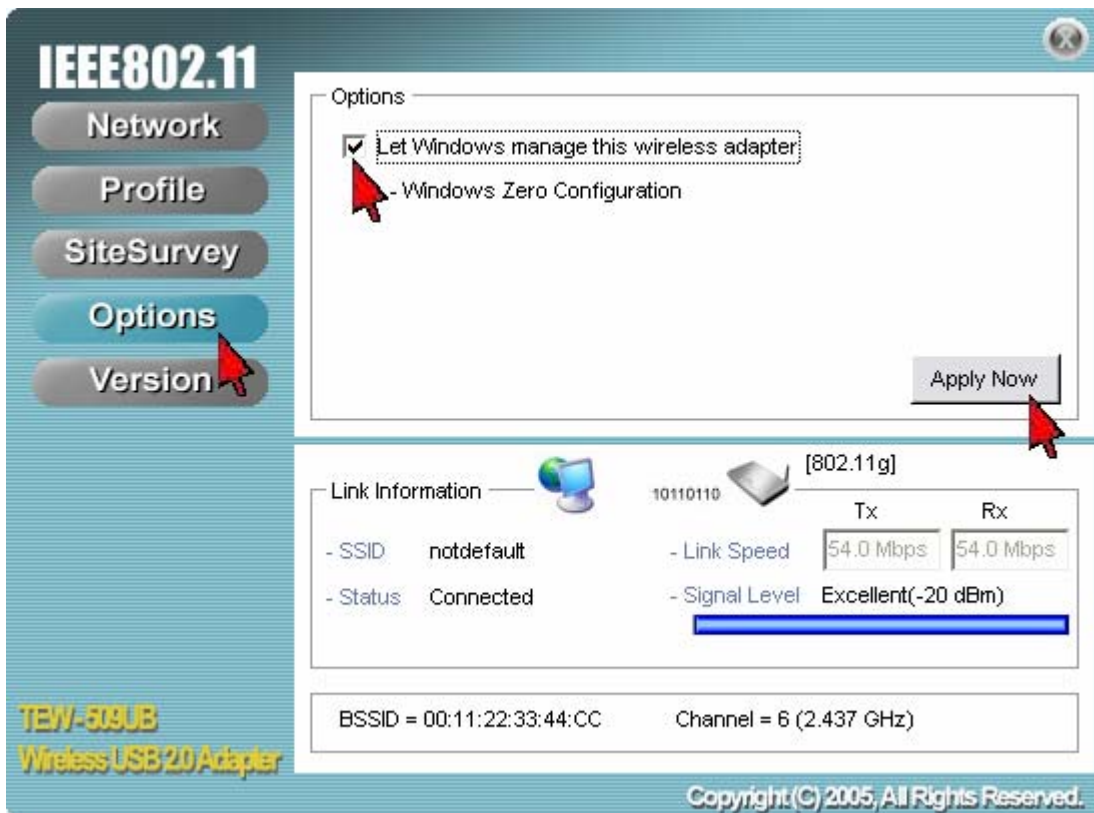 IEEE802.11
Network
Profile
SiteSurvey
Options
Version
Options
Let Windows manage this wireless adapter
- Windows Zero Configuration
Apply Now
Link Information
10110110
[802.11g]
Tx Rx
- SSID notdefault
- Link Speed 54.0 Mbps 54.0 Mbps
- Status Connected
- Signal Level Excellent(-20 dBm)
BSSID = 00:11:22:33:44:CC Channel = 6 (2.437 GHz)
TEW-509UB
Wireless USB 2.0 Adapter
Copyright (C) 2005, All Rights Reserved.